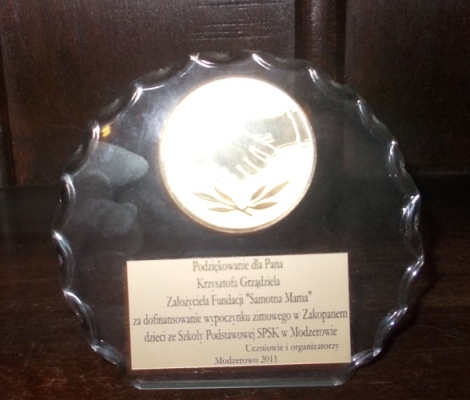 Podziękowanie dla Pana
Krzysztofa Grządziela
Założyciela Fundacji "Samotna Mama"
za dofinansowanie wypoczynku zimowego w Zakopanem
dzieci ze Szkoły Podstawowej SPSK w Modzerowie
Uczniowie i organizatorzy
Modzerowo 2011